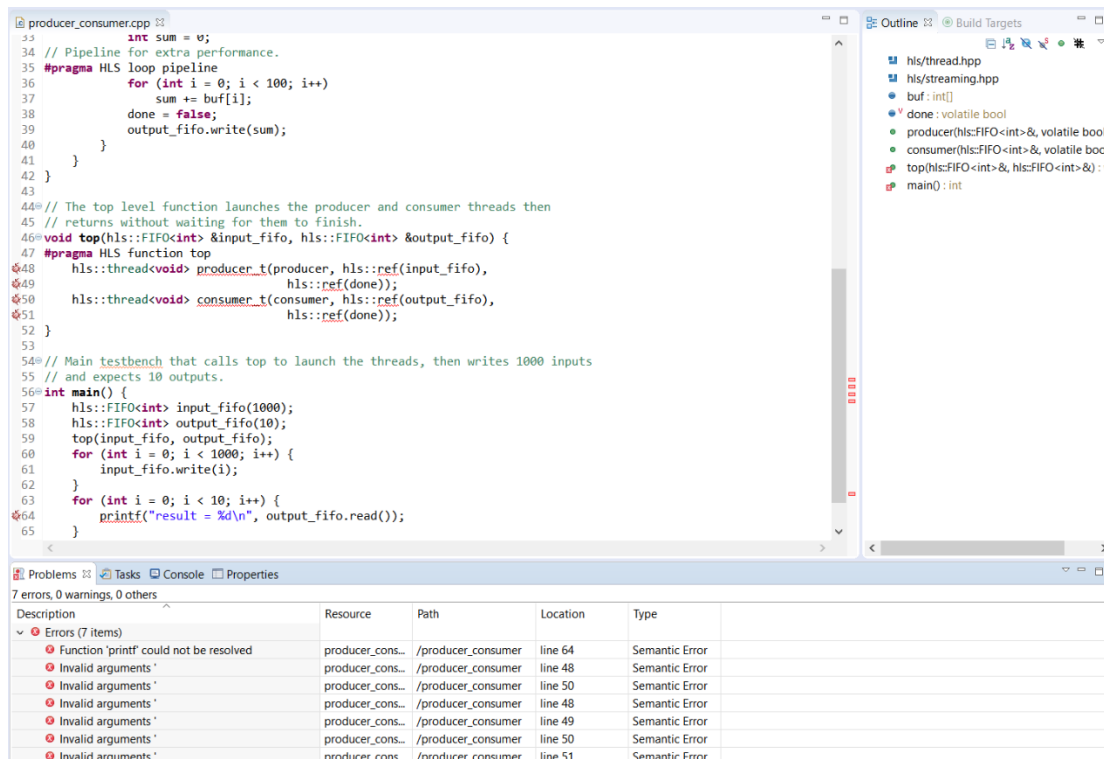 producer_consumer.cpp
33 int sum = 0;
34 // Pipeline for extra performance.
35 #pragma HLS loop pipeline
36 for (int i = 0; i < 100; i++)
37 sum += buf[i];
38 done = false;
39 output_fifo.write(sum);
40 }
41 }
42 }
43
44 // The top level function launches the producer and consumer threads then
45 // returns without waiting for them to finish.
46 void top(hls::FIFO<int> &input_fifo, hls::FIFO<int> &output_fifo) {
47 #pragma HLS function top
48 hls::thread<void> producer_t(producer, hls::ref(input_fifo),
49 hls::ref(done));
50 hls::thread<void> consumer_t(consumer, hls::ref(output_fifo),
51 hls::ref(done));
52 }
53
54 // Main testbench that calls top to launch the threads, then writes 1000 inputs
55 // and expects 10 outputs.
56 int main() {
57 hls::FIFO<int> input_fifo(1000);
58 hls::FIFO<int> output_fifo(10);
59 top(input_fifo, output_fifo);
60 for (int i = 0; i < 1000; i++) {
61 input_fifo.write(i);
62 }
63 for (int i = 0; i < 10; i++) {
64 printf("result = %d\n", output_fifo.read());
65 }
Outline Build Targets
hls/thread.hpp
hls/streaming.hpp
buf : int[]
done : volatile bool
producer(hls::FIFO<int>&, volatile bool
consumer(hls::FIFO<int>&, volatile boo
top(hls::FIFO<int>&, hls::FIFO<int>&) :
main() : int
Problems Tasks Console Properties
7 errors, 0 warnings, 0 others
Description Resource Path Location Type
Errors (7 items)
Function 'printf' could not be resolved producer_cons... /producer_consumer line 64 Semantic Error
Invalid arguments ' producer_cons... /producer_consumer line 48 Semantic Error
Invalid arguments ' producer_cons... /producer_consumer line 50 Semantic Error
Invalid arguments ' producer_cons... /producer_consumer line 48 Semantic Error
Invalid arguments ' producer_cons... /producer_consumer line 49 Semantic Error
Invalid arguments ' producer_cons... /producer_consumer line 50 Semantic Error
Invalid arguments ' producer_cons... /producer_consumer line 51 Semantic Error